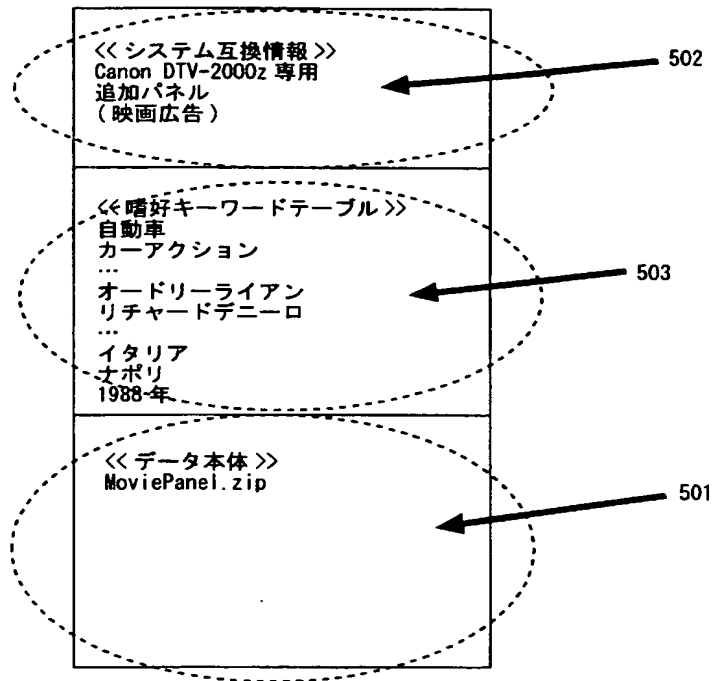 ≪ システム互換情報 ≫
Canon DTV-2000z 専用
追加パネル
( 映画広告 )
502
≪ 嗜好キーワードテーブル ≫
自動車
カーアクション
…
オードリーライアン
リチャードデニーロ
…
イタリア
ナポリ
1988年
503
≪ データ本体 ≫
MoviePanel.zip
501